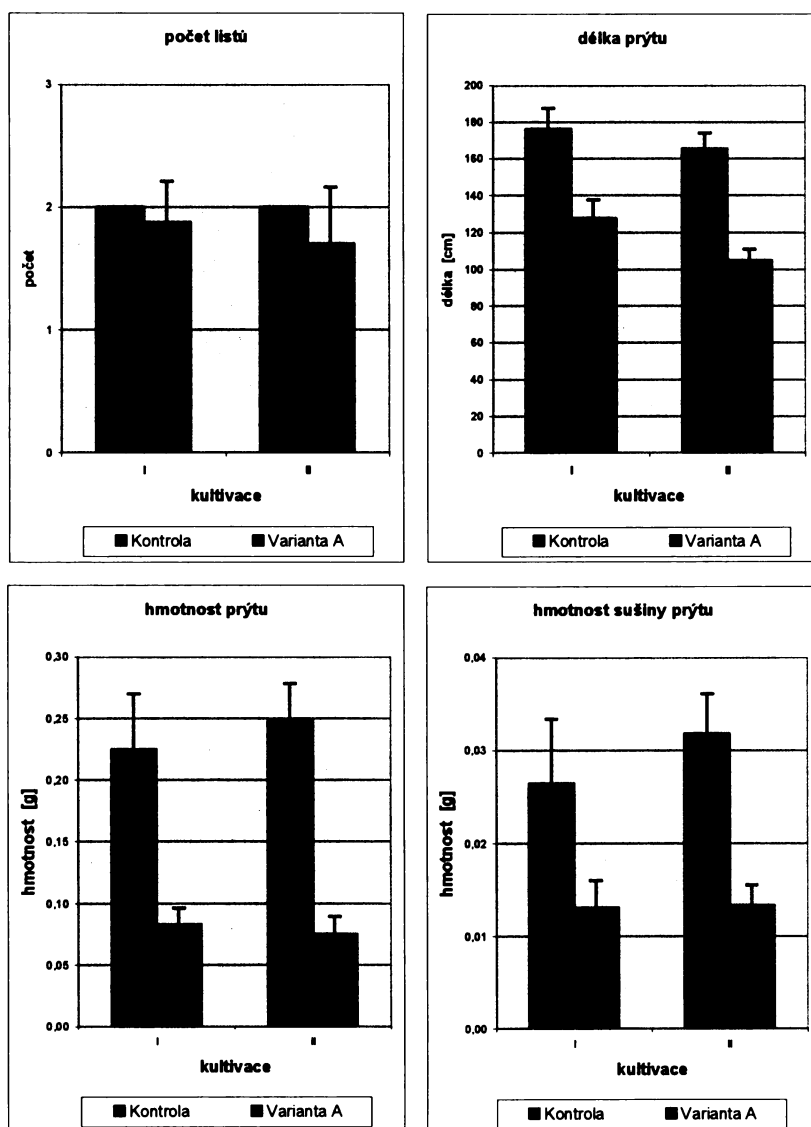 počet listů
3
2
1
0
počet
I
II
kultivace
Kontrola Varianta A
délka prýtu
200
180
160
140
120
100
80
60
40
20
0
délka [cm]
I
II
kultivace
Kontrola Varianta A
hmotnost prýtu
0,30
0,25
0,20
0,15
0,10
0,05
0,00
hmotnost [g]
I
II
kultivace
Kontrola Varianta A
hmotnost sušiny prýtu
0,04
0,03
0,02
0,01
0,00
hmotnost [g]
I
II
kultivace
Kontrola Varianta A